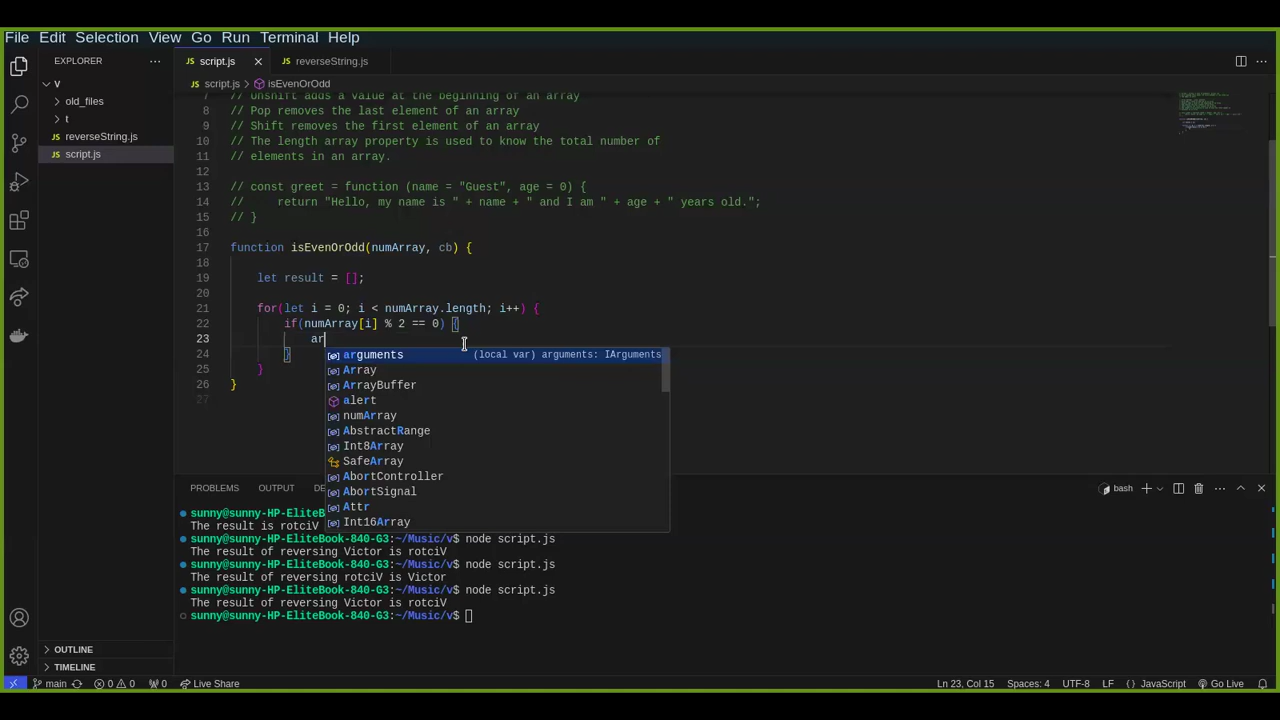 File Edit Selection View Go Run Terminal Help
EXPLORER
script.js
reverseString.js
V
script.js
isEvenOrOdd
old_files
t
reverseString.js
script.js
7 // Unshift adds a value at the beginning of an array
8 // Pop removes the last element of an array
9 // Shift removes the first element of an array
10 // The length array property is used to know the total number of
11 // elements in an array.
12
13 // const greet = function (name = "Guest", age = 0) {
14 //     return "Hello, my name is " + name + " and I am " + age + " years old.";
15 // }
16
17 function isEvenOrOdd(numArray, cb) {
18
19     let result = [];
20
21     for(let i = 0; i < numArray.length; i++) {
22         if(numArray[i] % 2 == 0) {
23             ar
24         }
25     }
26 }
27
arguments (local var) arguments: IArguments
Array
ArrayBuffer
alert
numArray
AbstractRange
Int8Array
SafeArray
AbortController
AbortSignal
Attr
Int16Array
PROBLEMS OUTPUT DE
bash
sunny@sunny-HP-EliteB
The result is rotciV
sunny@sunny-HP-EliteBook-840-G3:~/Music/v$ node script.js
The result of reversing Victor is rotciV
sunny@sunny-HP-EliteBook-840-G3:~/Music/v$ node script.js
The result of reversing rotciV is Victor
sunny@sunny-HP-EliteBook-840-G3:~/Music/v$ node script.js
The result of reversing Victor is rotciV
sunny@sunny-HP-EliteBook-840-G3:~/Music/v$
OUTLINE
TIMELINE
main 0 0 0 Live Share Ln 23, Col 15 Spaces: 4 UTF-8 LF {} JavaScript Go Live